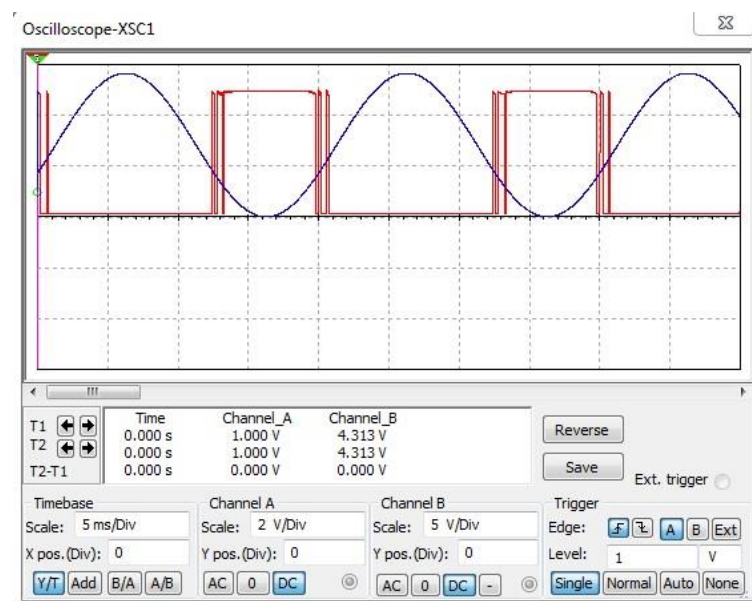 Oscilloscope-XSC1
Time Channel_A Channel_B
T1 0.000 s 1.000 V 4.313 V
T2 0.000 s 1.000 V 4.313 V
T2-T1 0.000 s 0.000 V 0.000 V
Reverse
Save
Ext. trigger
Timebase
Scale: 5 ms/Div
X pos.(Div): 0
Y/T Add B/A A/B
Channel A
Scale: 2 V/Div
Y pos.(Div): 0
AC 0 DC
Channel B
Scale: 5 V/Div
Y pos.(Div): 0
AC 0 DC -
Trigger
Edge: A B Ext
Level: 1 V
Single Normal Auto None